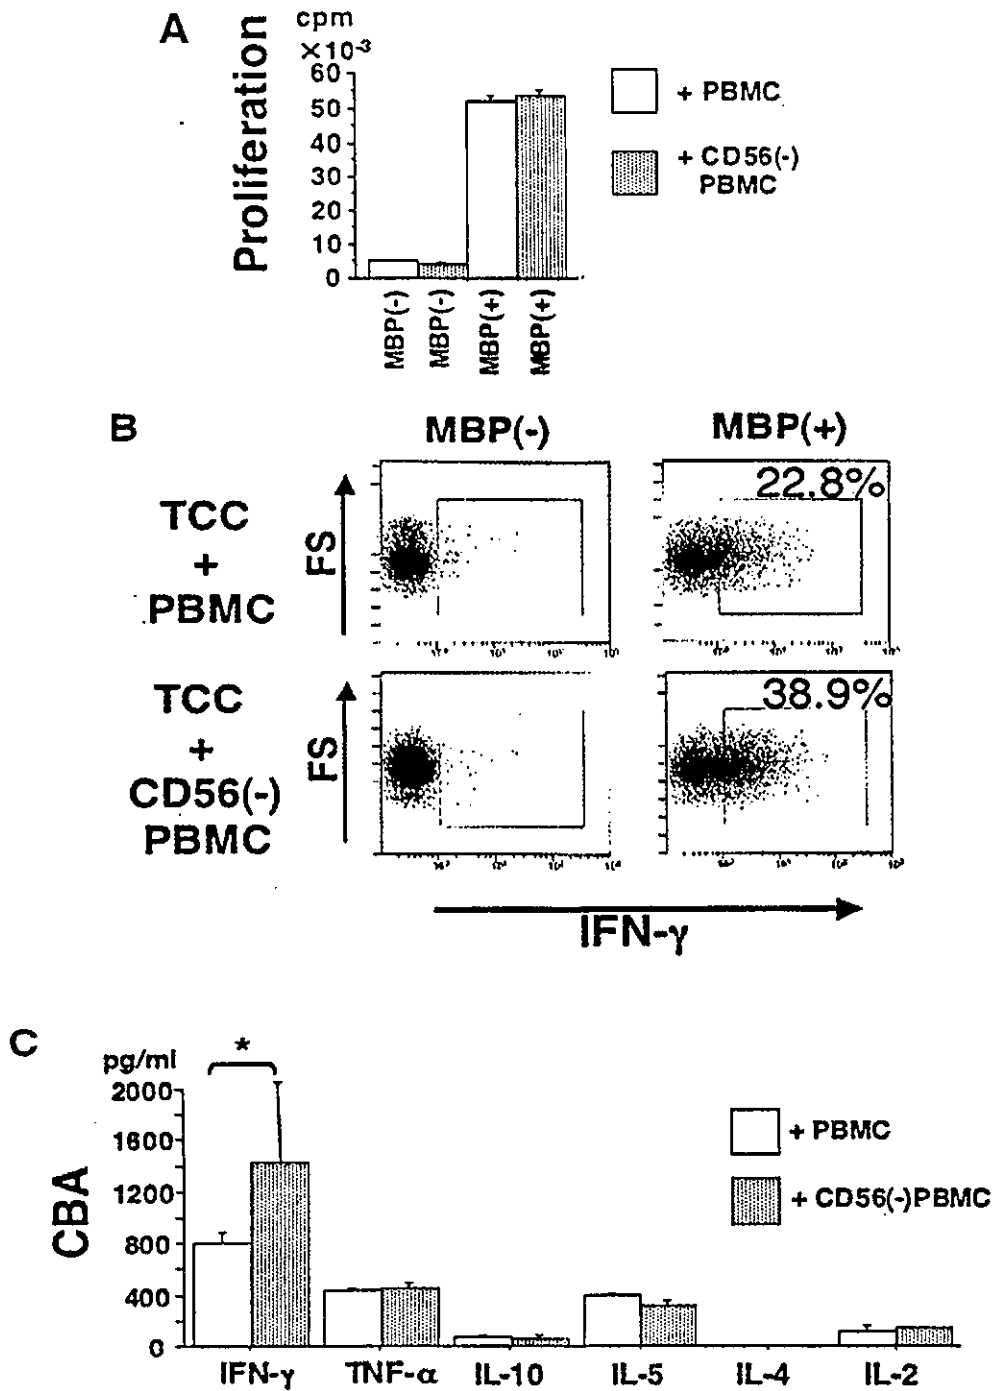 A
cpm
×10-3
Proliferation
60
50
40
30
20
10
0
MBP(-)
MBP(-)
MBP(+)
MBP(+)
+ PBMC
+ CD56(-)
PBMC
B
MBP(-)
MBP(+)
TCC
+
PBMC
FS
22.8%
TCC
+
CD56(-)
PBMC
FS
38.9%
IFN-γ
C
pg/ml
*
CBA
2000
1600
1200
800
400
0
+ PBMC
+ CD56(-)PBMC
IFN-γ
TNF-α
IL-10
IL-5
IL-4
IL-2